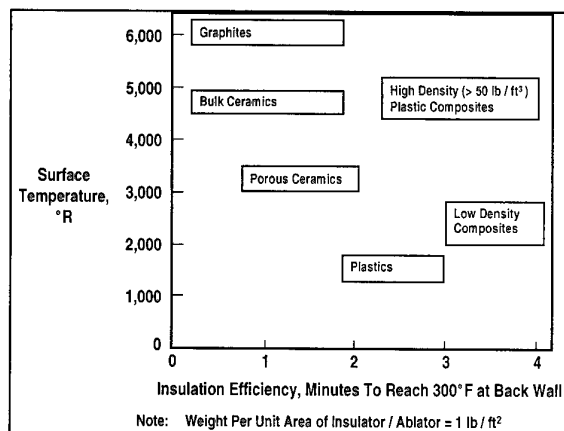 6,000
Graphites
5,000
Bulk Ceramics
High Density (> 50 lb / ft³)
Plastic Composites
4,000
Surface
Temperature,
°R
3,000
Porous Ceramics
Low Density
Composites
2,000
Plastics
1,000
0
0 1 2 3 4
Insulation Efficiency, Minutes To Reach 300°F at Back Wall
Note: Weight Per Unit Area of Insulator / Ablator = 1 lb / ft²